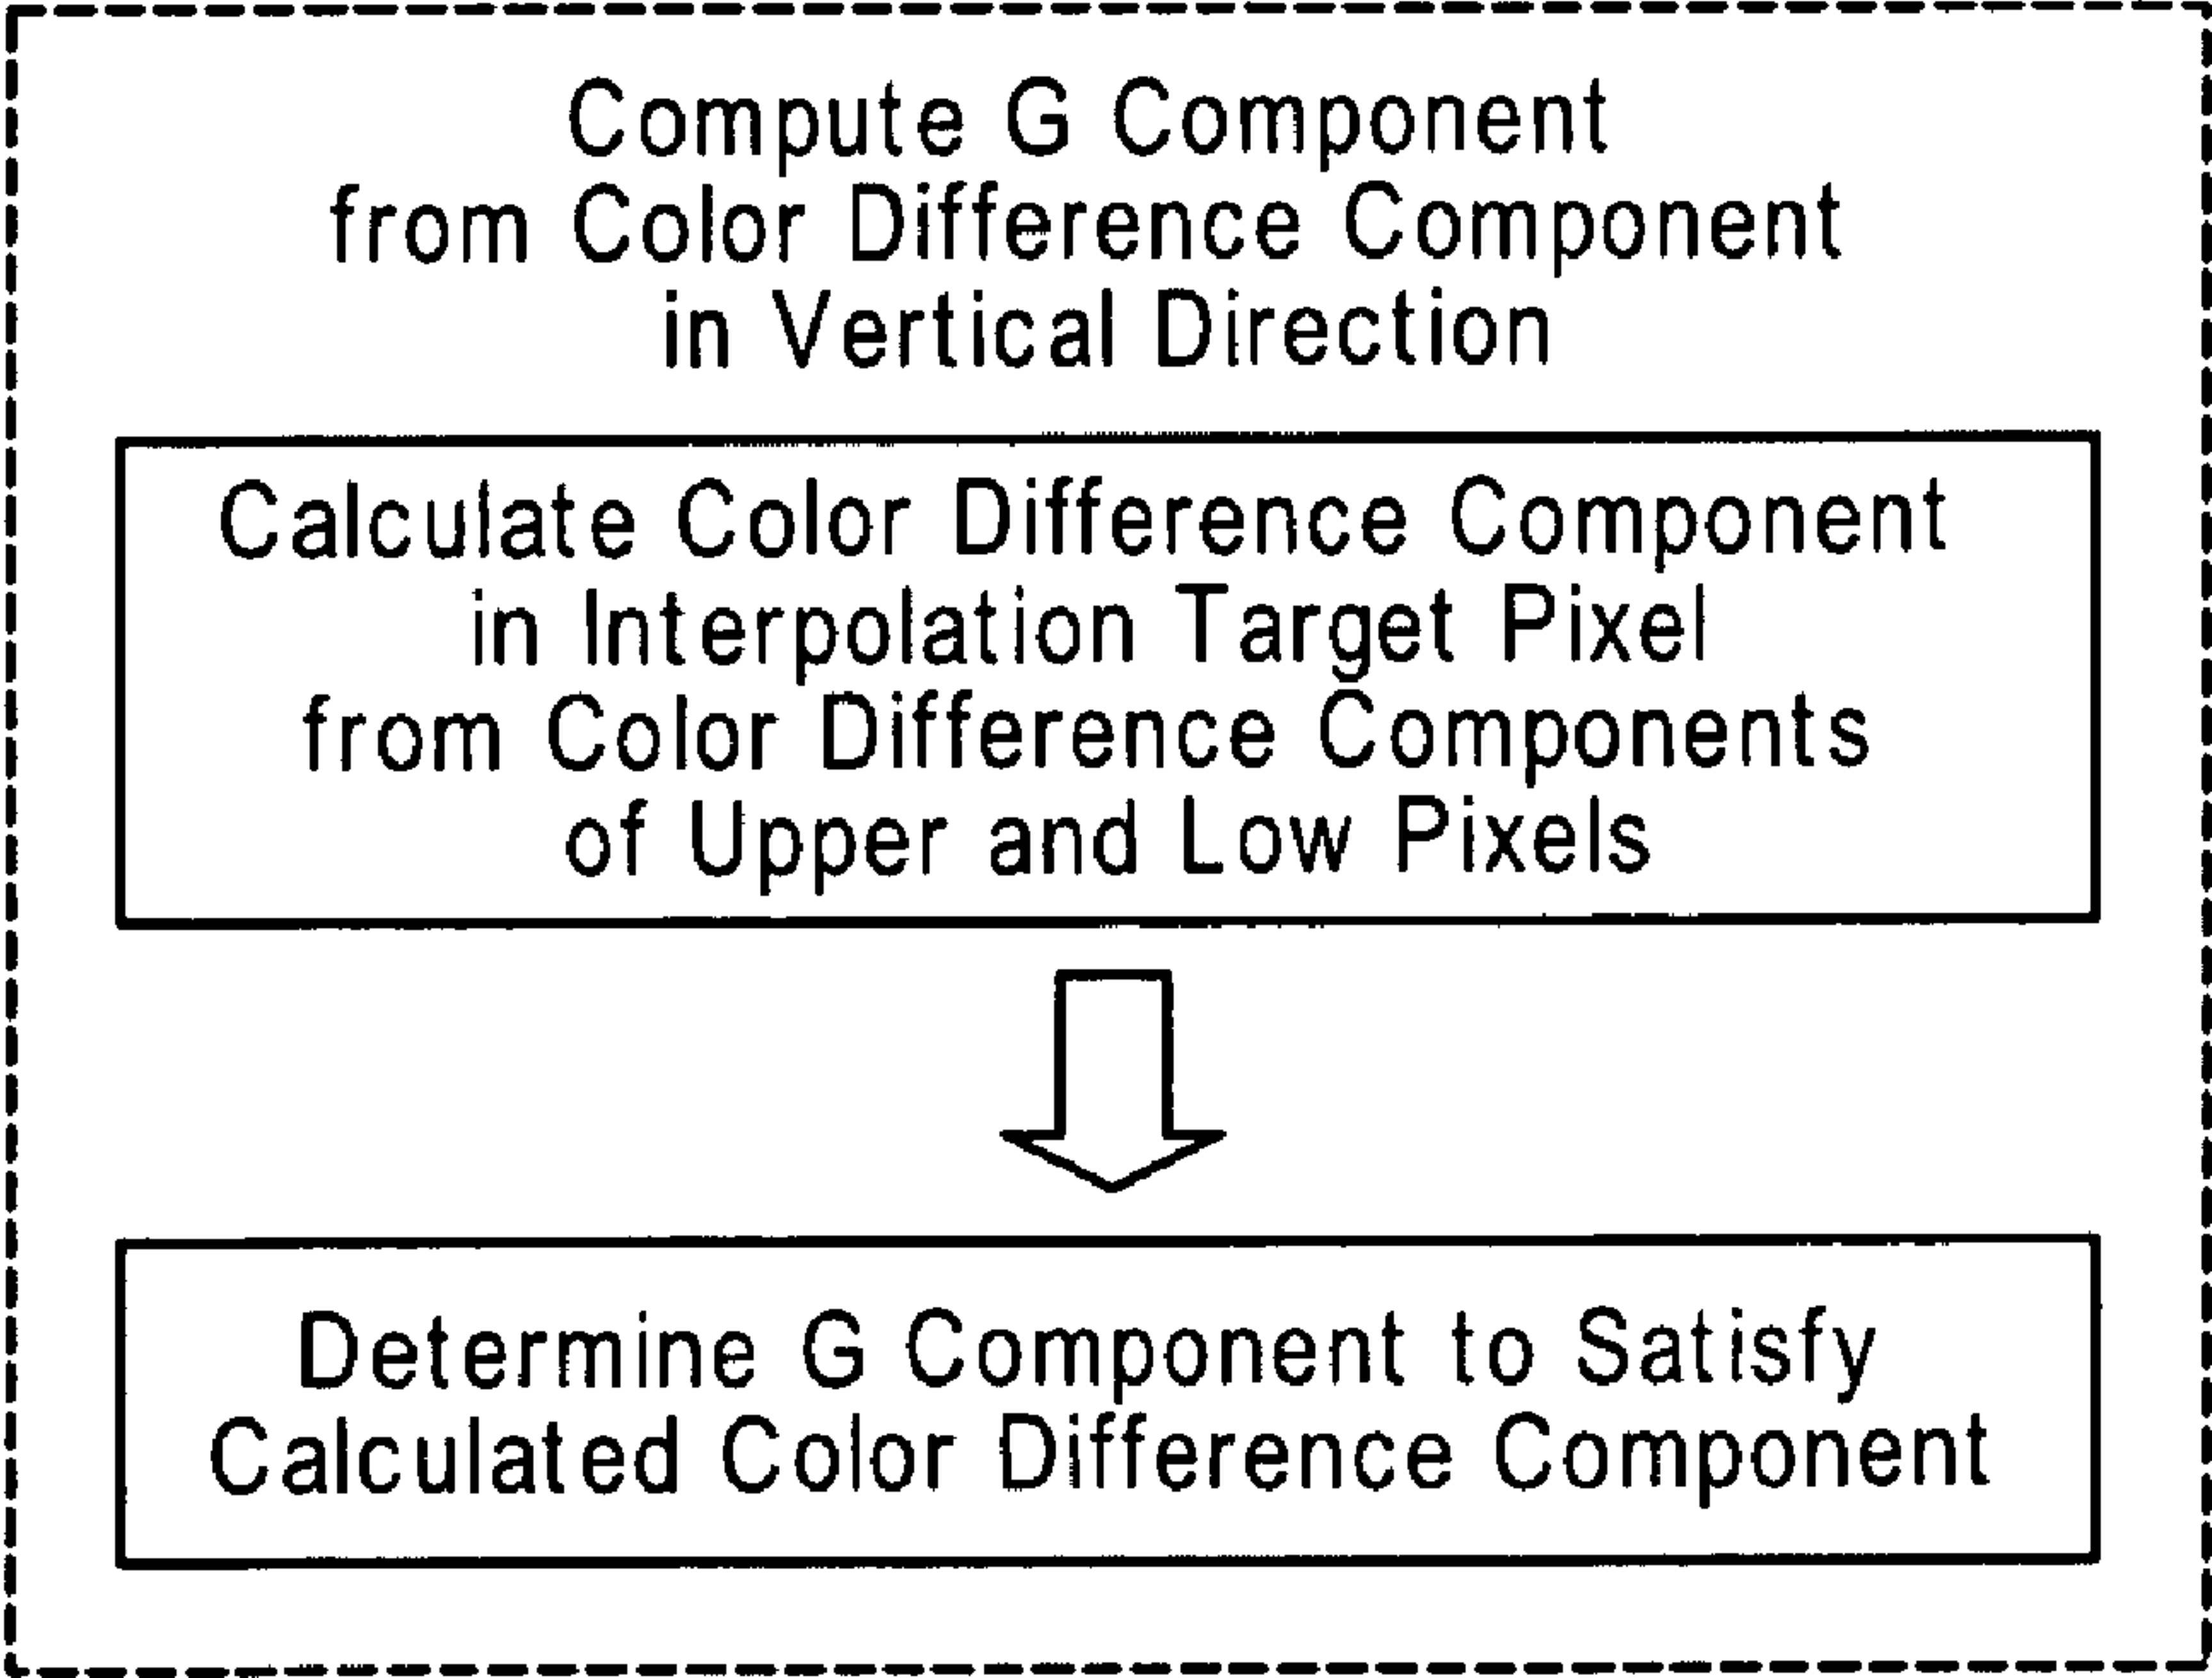 Compute G Component
from Color Difference Component
in Vertical Direction
Calculate Color Difference Component
in Interpolation Target Pixel
from Color Difference Components
of Upper and Low Pixels
Determine G Component to Satisfy
Calculated Color Difference Component